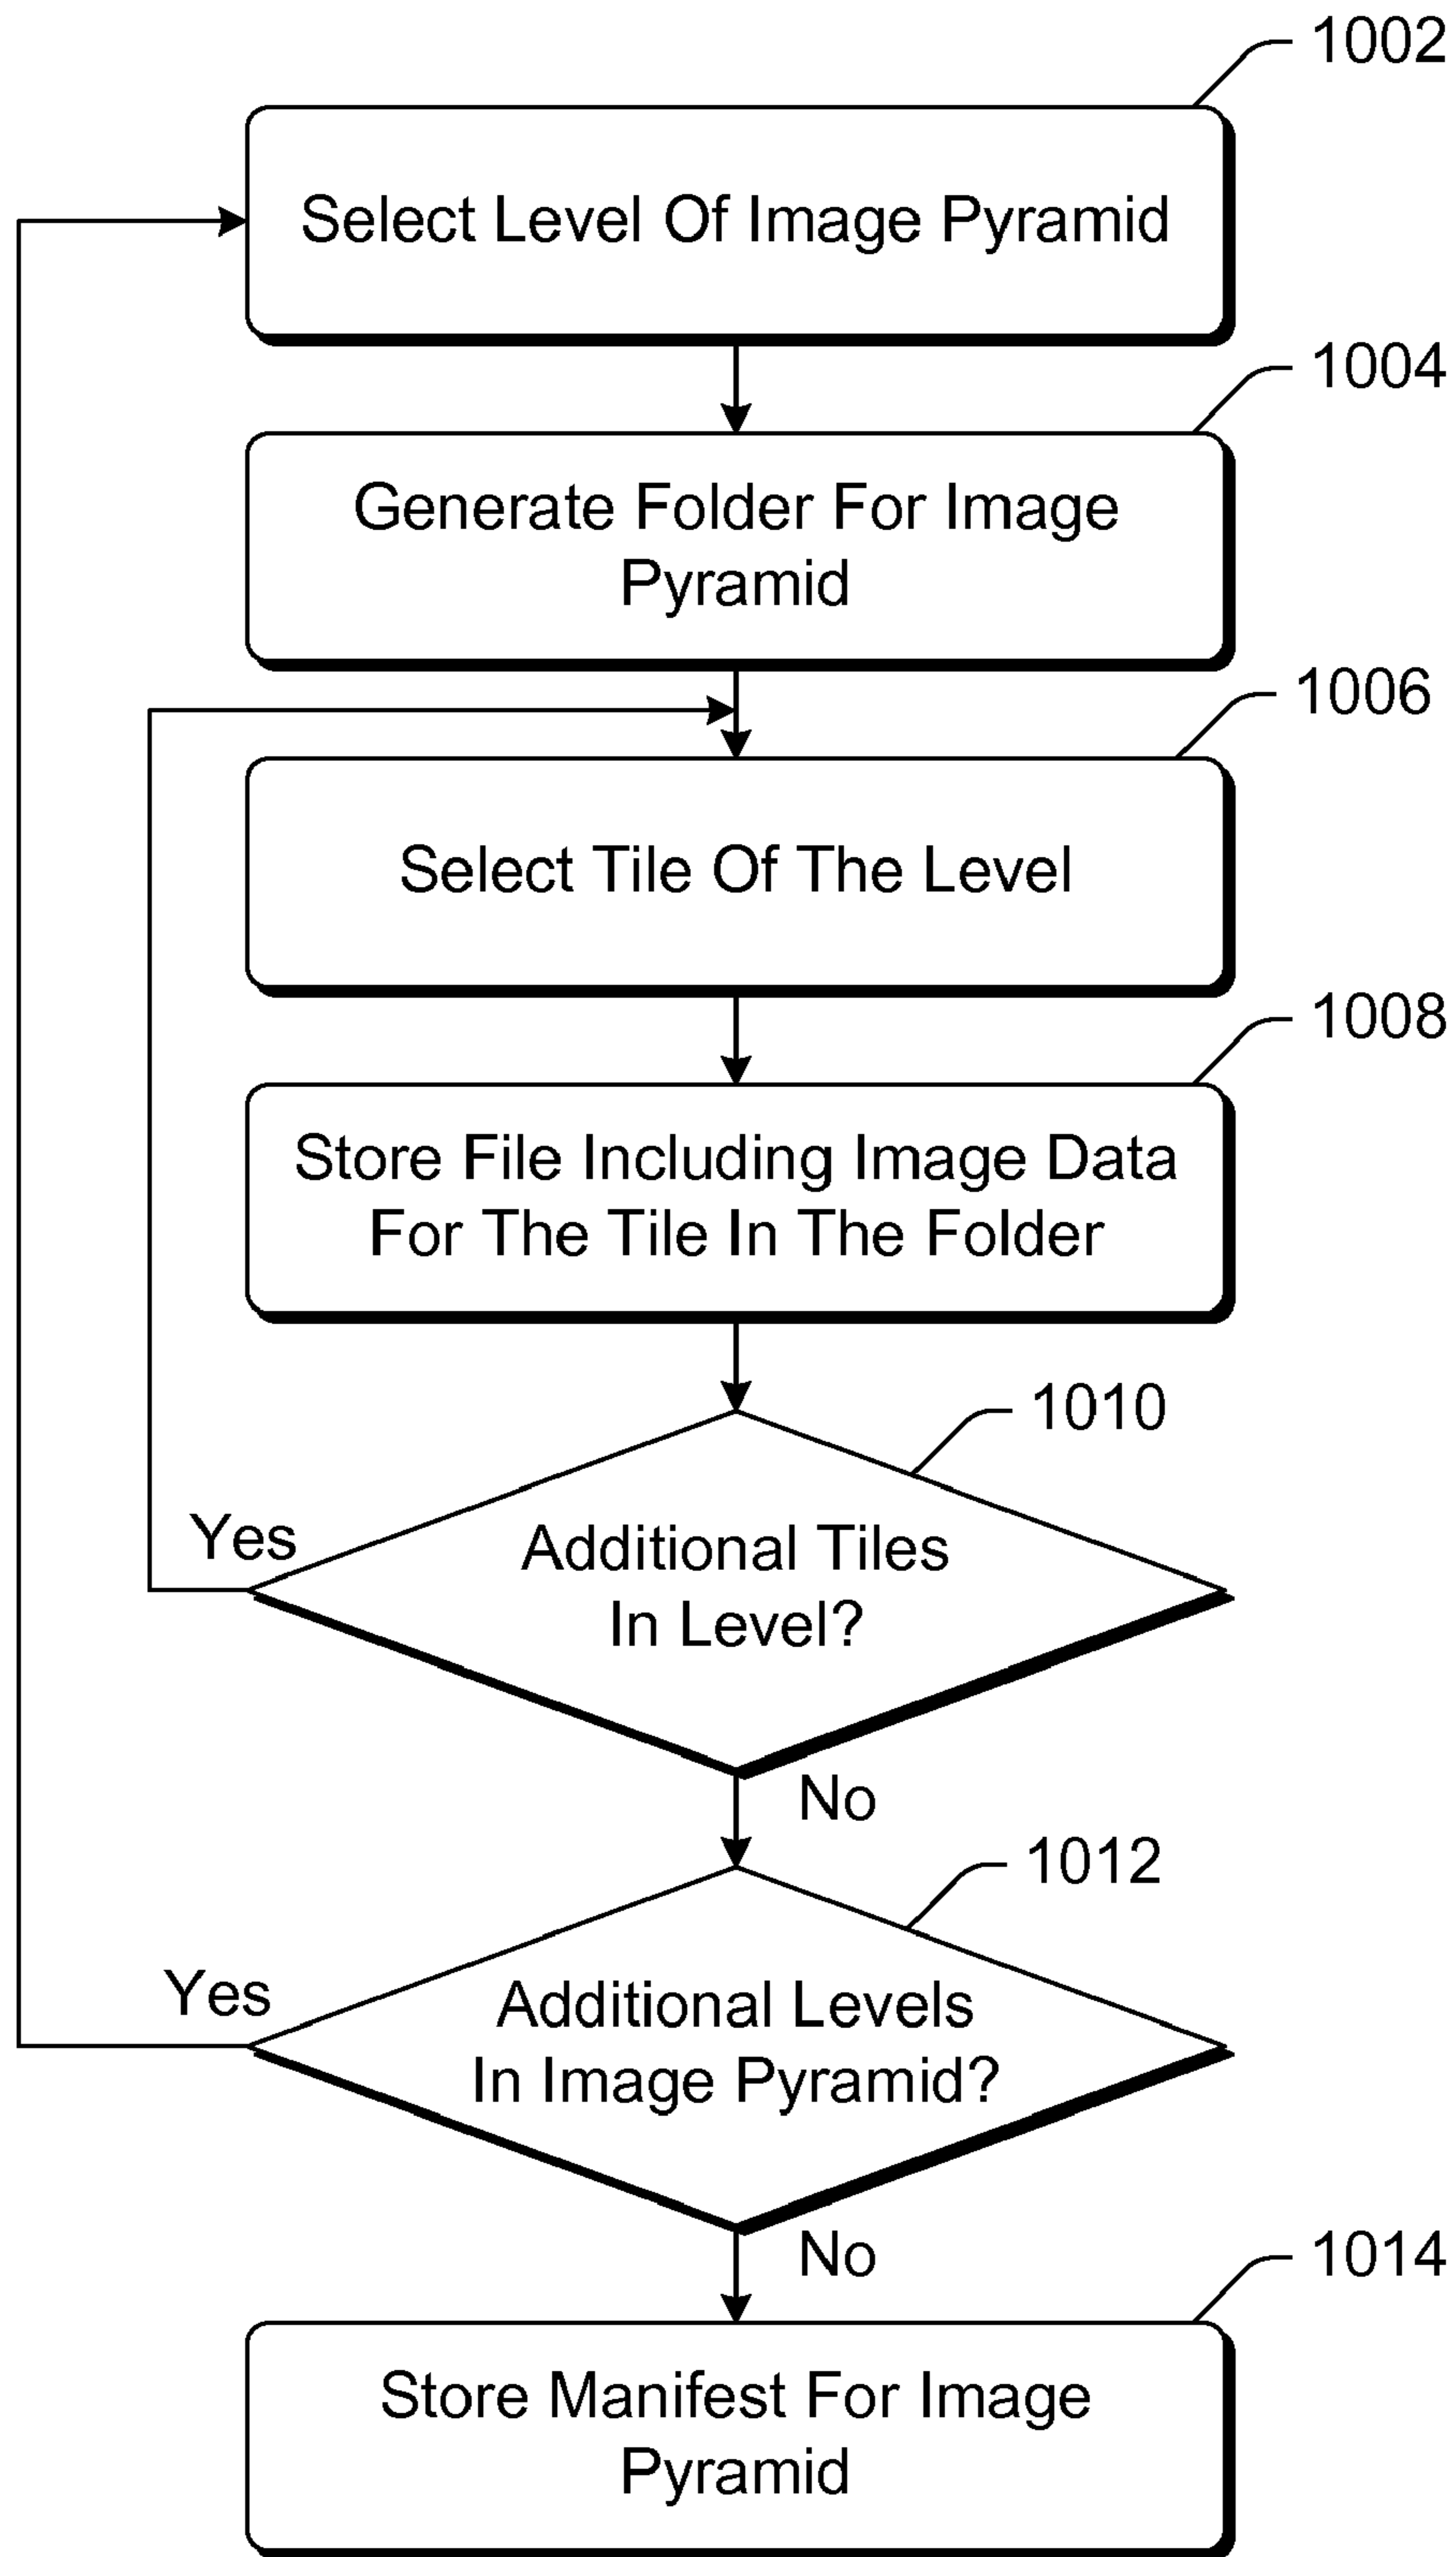 1002
Select Level Of Image Pyramid
1004
Generate Folder For Image
Pyramid
1006
Select Tile Of The Level
1008
Store File Including Image Data
For The Tile In The Folder
1010
Additional Tiles
In Level?
Yes
No
1012
Additional Levels
In Image Pyramid?
Yes
No
1014
Store Manifest For Image
Pyramid